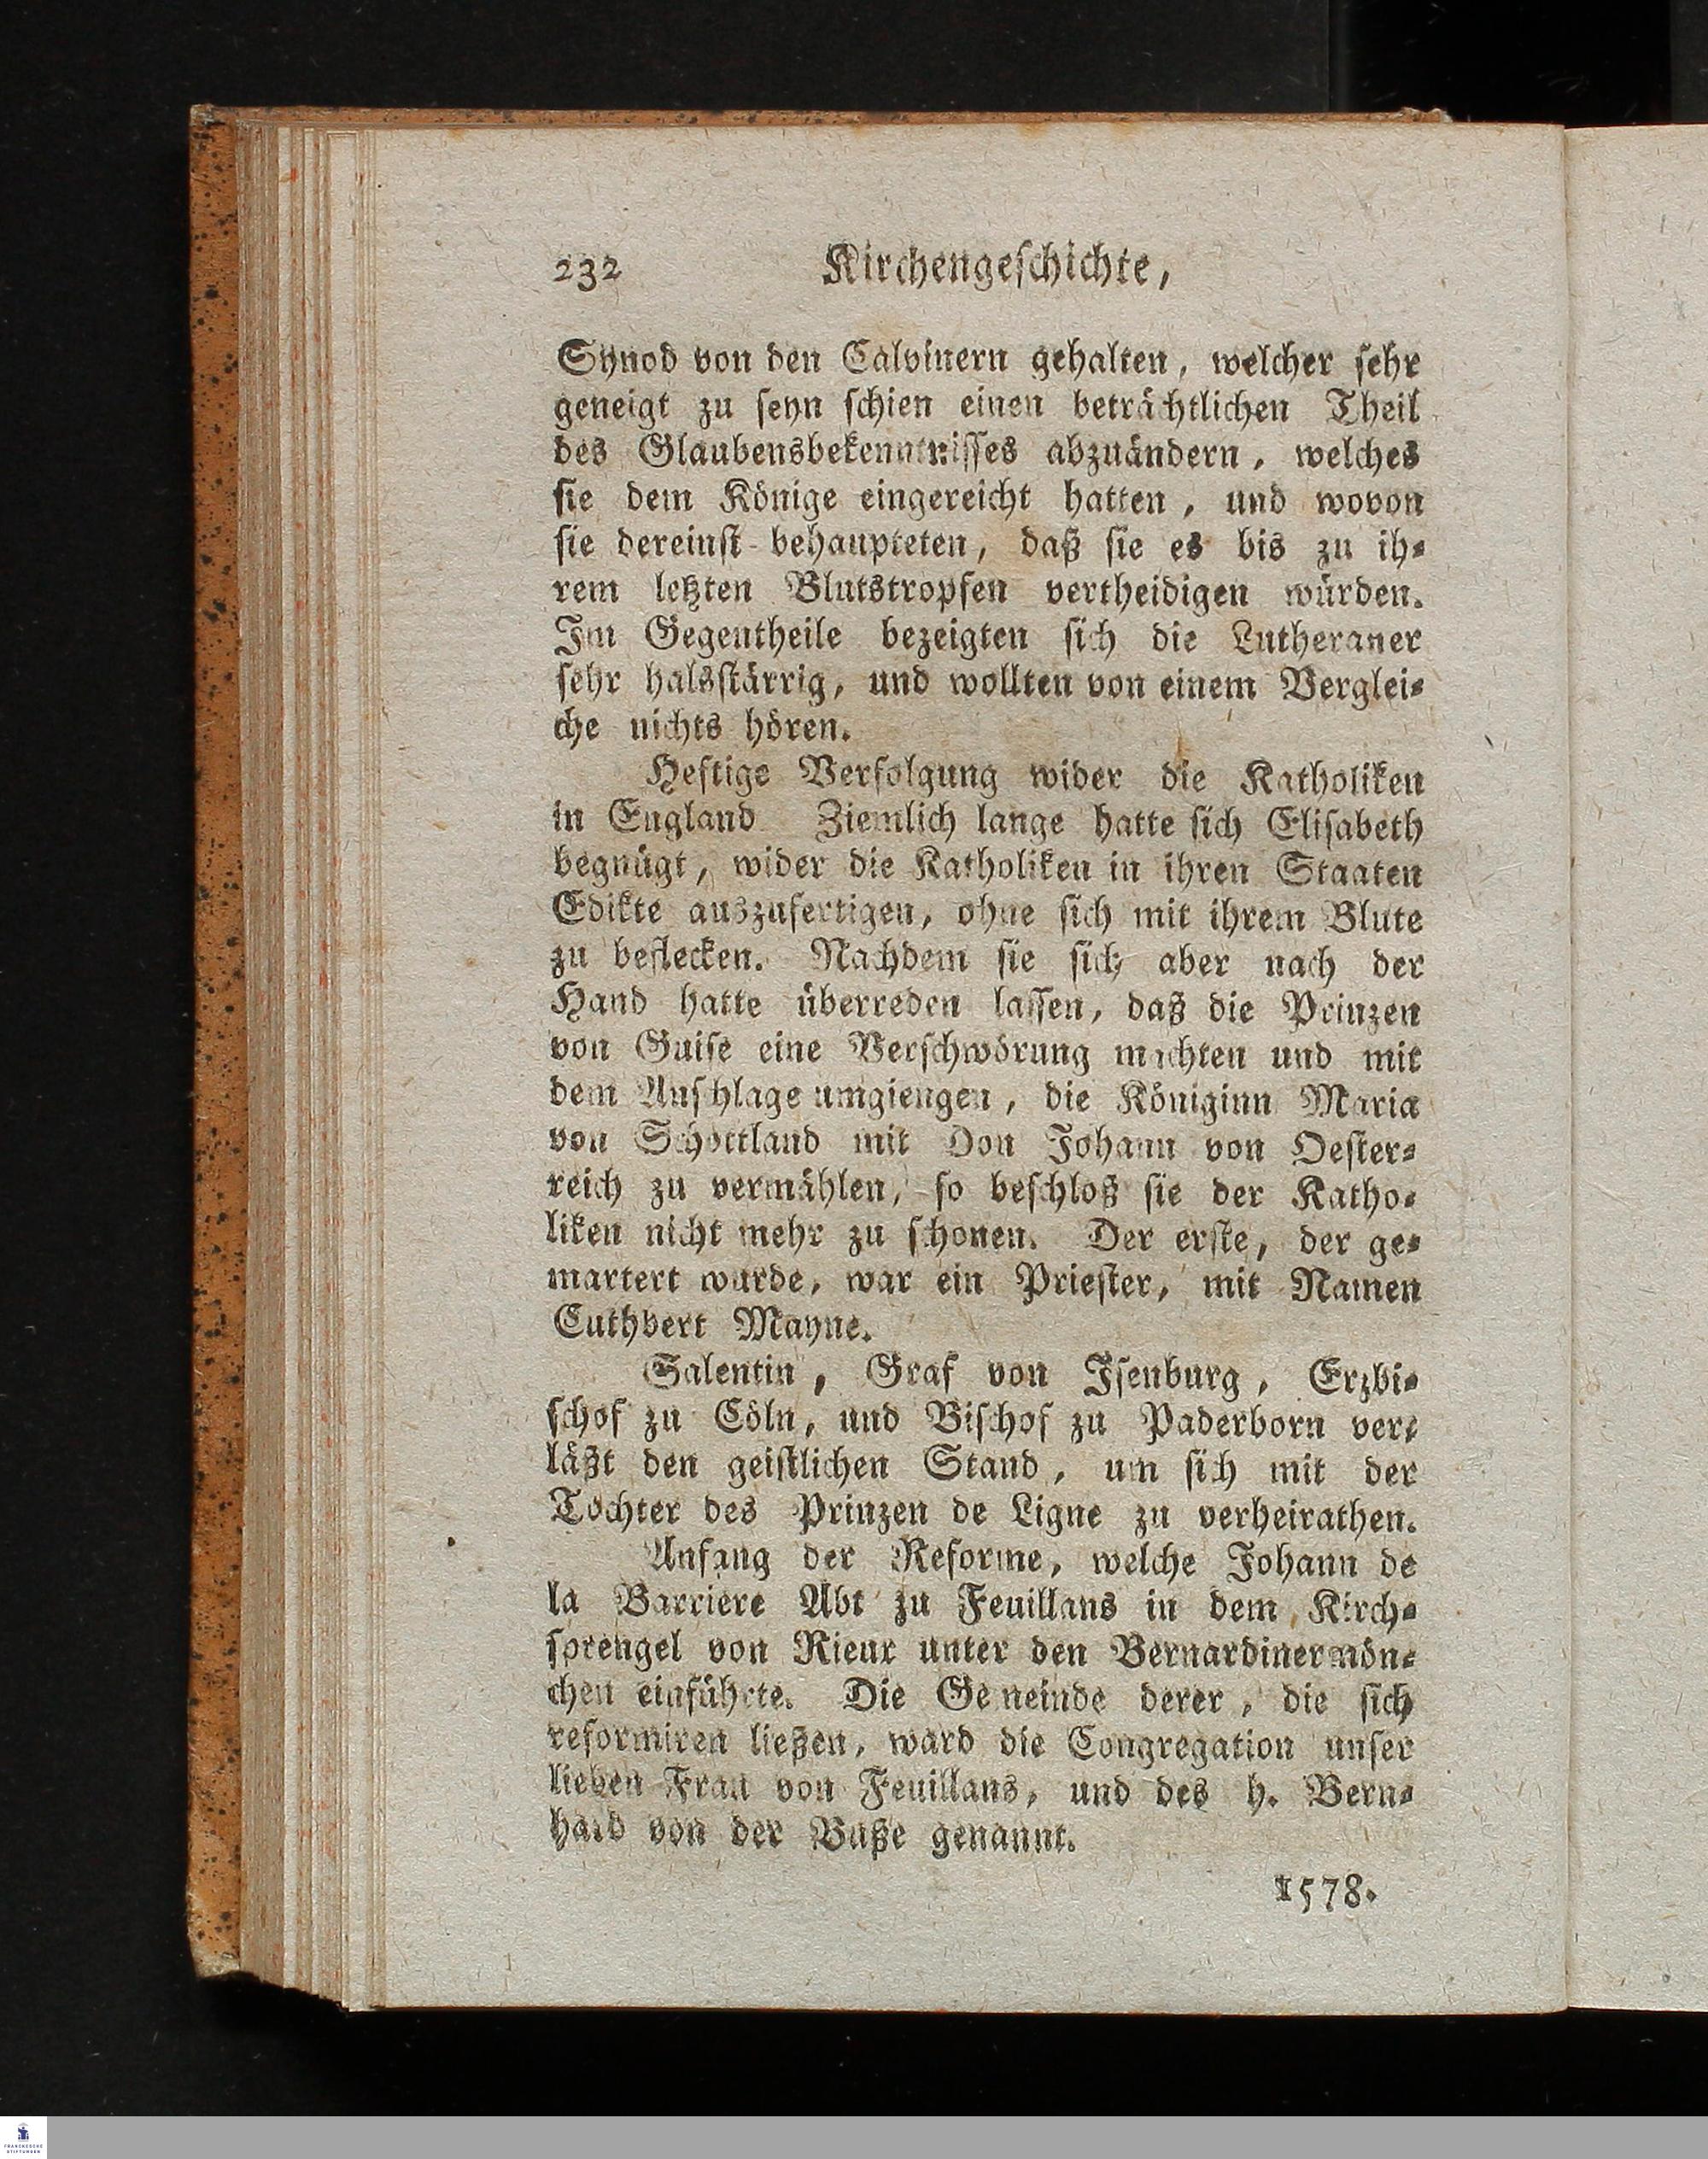 232 Kirchengeschichte,
Synod von den Calvinern gehalten, welcher sehr
geneigt zu seyn schien einen beträchtlichen Theil
des Glaubensbekenntnisses abzuändern, welches
sie dem Könige eingereicht hatten, und wovon
sie dereinst behaupteten, daß sie es bis zu ih-
rem letzten Blutstropfen vertheidigen würden.
Im Gegentheile bezeigten sich die Lutheraner
sehr halsstärrig, und wollten von einem Verglei-
che nichts hören.
Heftige Verfolgung wider die Katholiken
in England Ziemlich lange hatte sich Elisabeth
begnügt, wider die Katholiken in ihren Staaten
Edikte auszufertigen, ohne sich mit ihrem Blute
zu beflecken. Nachdem sie sich aber nach der
Hand hatte überreden lassen, daß die Prinzen
von Guise eine Verschwörung machten und mit
dem Anschlage umgiengen, die Königinn Maria
von Schottland mit Don Johann von Oester-
reich zu vermählen, so beschloß sie der Katho-
liken nicht mehr zu schonen. Der erste, der ge-
martert wurde, war ein Priester, mit Namen
Cuthbert Mayne.
Salentin, Graf von Isenburg, Erzbi-
schof zu Cöln, und Bischof zu Paderborn ver-
läßt den geistlichen Stand, um sich mit der
Tochter des Prinzen de Ligne zu verheirathen.
Anfang der Reforme, welche Johann de
la Barriere Abt zu Feuillans in dem Kirch-
sprengel von Rieux unter den Bernardinermön-
chen einführte. Die Gemeinde derer, die sich
reformiren ließen, ward die Congregation unser
lieben Frau von Feuillans, und des h. Bern-
hard von der Buße genannt.
1578.
FRANCKESCHE
STIFTUNGEN